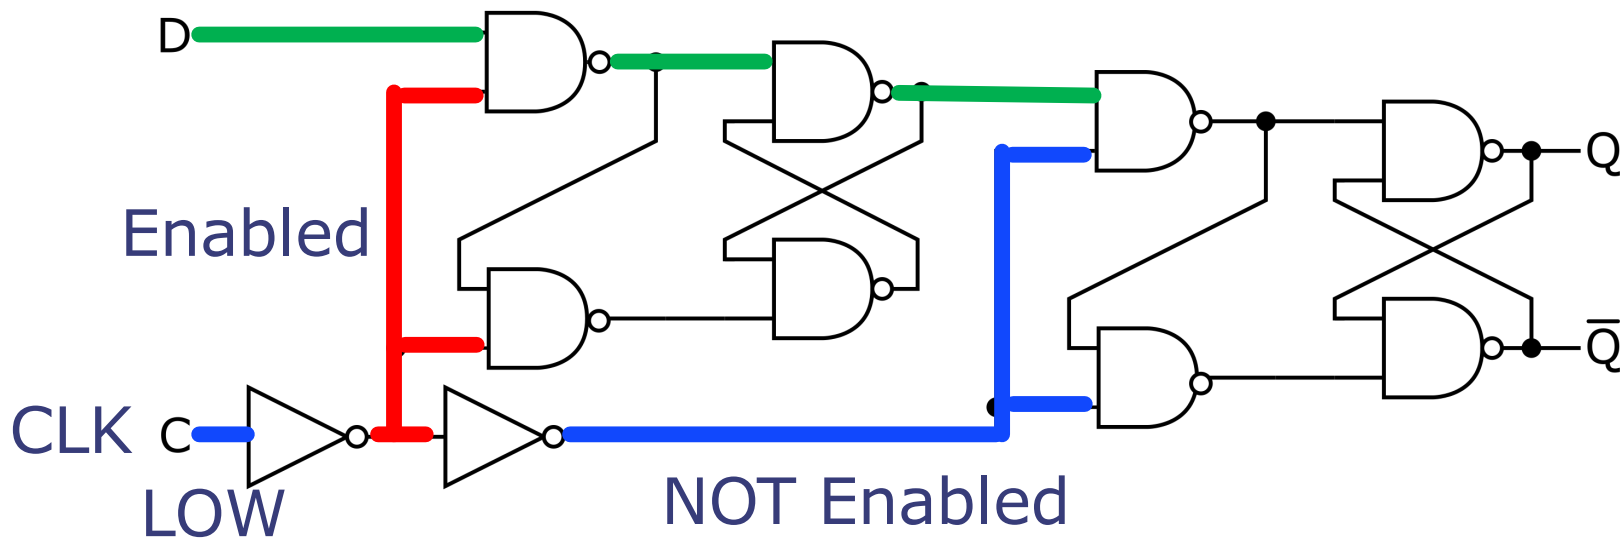 D
Q
Enabled
Q̅
CLK C
LOW
NOT Enabled